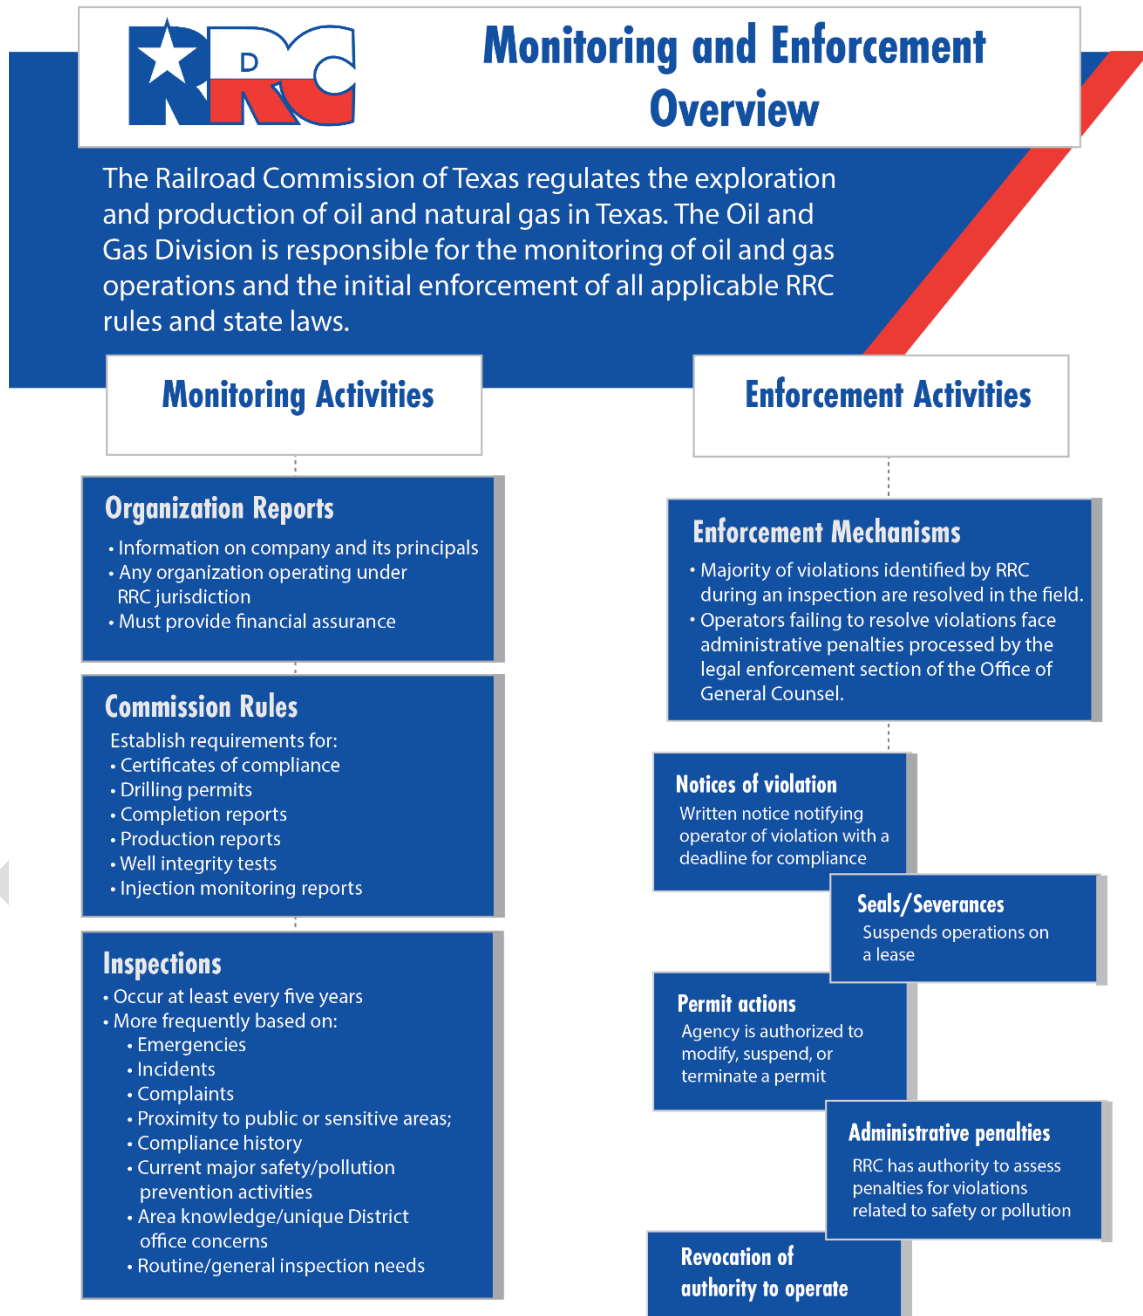 RRC
D
Monitoring and Enforcement
Overview
The Railroad Commission of Texas regulates the exploration
and production of oil and natural gas in Texas. The Oil and
Gas Division is responsible for the monitoring of oil and gas
operations and the initial enforcement of all applicable RRC
rules and state laws.
Monitoring Activities
Organization Reports
• Information on company and its principals
• Any organization operating under
RRC jurisdiction
• Must provide financial assurance
Commission Rules
Establish requirements for:
• Certificates of compliance
• Drilling permits
• Completion reports
• Production reports
• Well integrity tests
• Injection monitoring reports
Inspections
• Occur at least every five years
• More frequently based on:
• Emergencies
• Incidents
• Complaints
• Proximity to public or sensitive areas;
• Compliance history
• Current major safety/pollution
prevention activities
• Area knowledge/unique District
office concerns
• Routine/general inspection needs
Enforcement Activities
Enforcement Mechanisms
• Majority of violations identified by RRC
during an inspection are resolved in the field.
• Operators failing to resolve violations face
administrative penalties processed by the
legal enforcement section of the Office of
General Counsel.
Notices of violation
Written notice notifying
operator of violation with a
deadline for compliance
Seals/Severances
Suspends operations on
a lease
Permit actions
Agency is authorized to
modify, suspend, or
terminate a permit
Administrative penalties
RRC has authority to assess
penalties for violations
related to safety or pollution
Revocation of
authority to operate